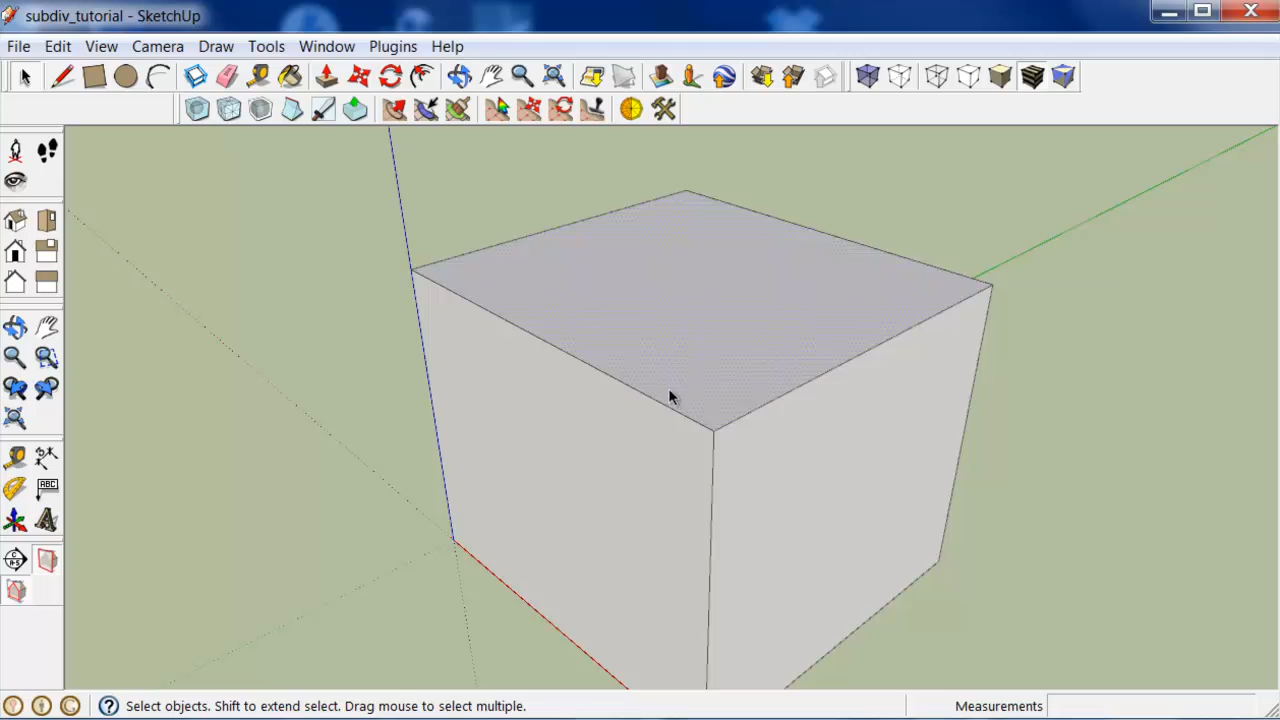 subdiv_tutorial - SketchUp
File Edit View Camera Draw Tools Window Plugins Help
ABC
Select objects. Shift to extend select. Drag mouse to select multiple.
Measurements